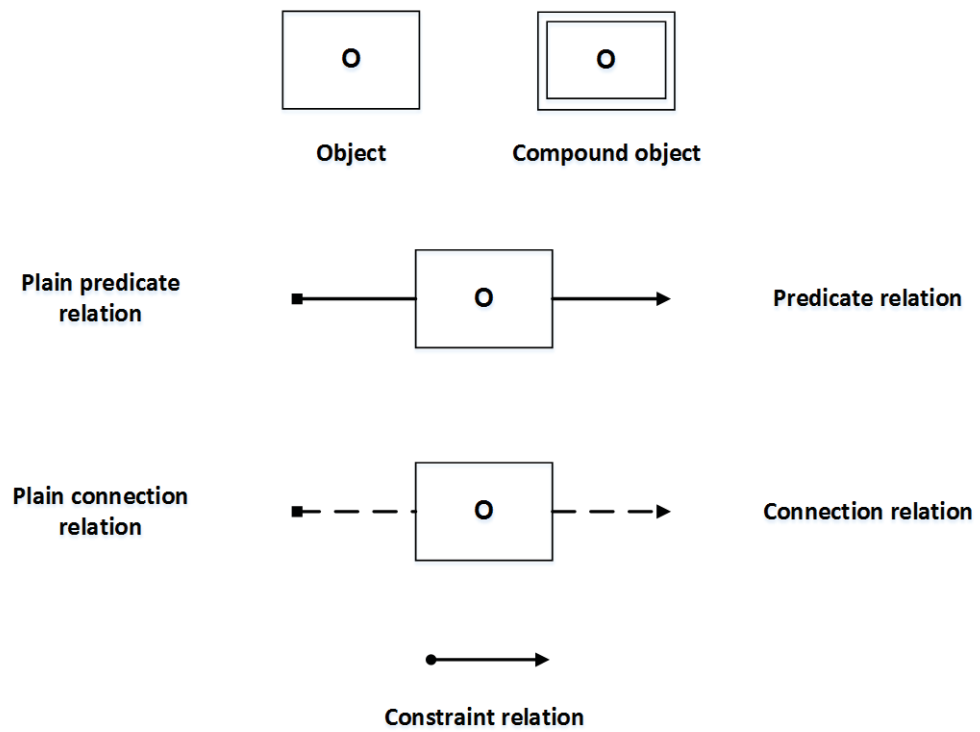 O
O
Object
Compound object
Plain predicate
relation
O
Predicate relation
Plain connection
relation
O
Connection relation
Constraint relation